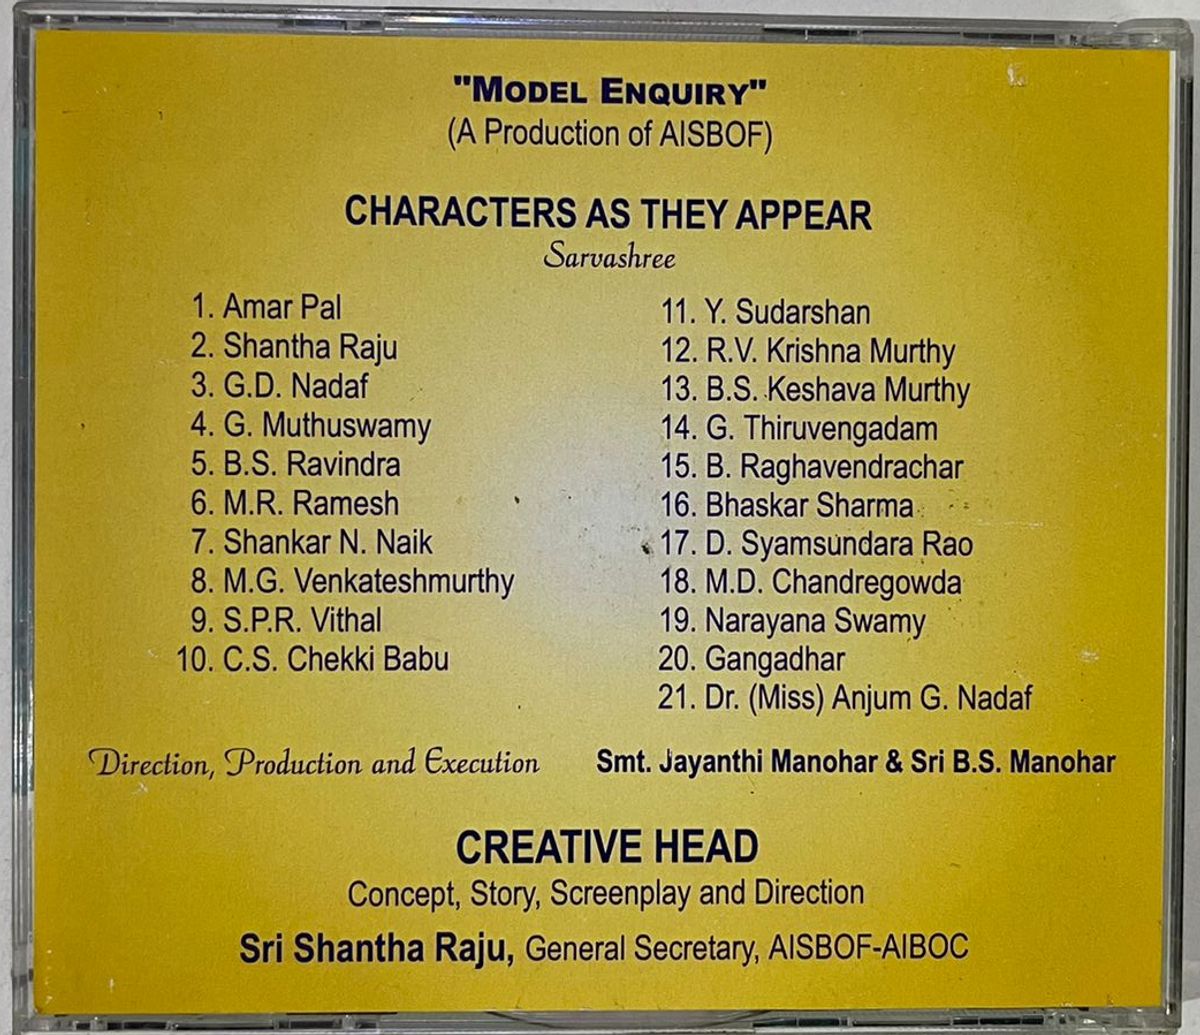 "MODEL ENQUIRY"
(A Production of AISBOF)
CHARACTERS AS THEY APPEAR
Sarvashree
1. Amar Pal
2. Shantha Raju
3. G.D. Nadaf
4. G. Muthuswamy
5. B.S. Ravindra
6. M.R. Ramesh
7. Shankar N. Naik
8. M.G. Venkateshmurthy
9. S.P.R. Vithal
10. C.S. Chekki Babu
11. Y. Sudarshan
12. R.V. Krishna Murthy
13. B.S. Keshava Murthy
14. G. Thiruvengadam
15. B. Raghavendrachar
16. Bhaskar Sharma
17. D. Syamsundara Rao
18. M.D. Chandregowda
19. Narayana Swamy
20. Gangadhar
21. Dr. (Miss) Anjum G. Nadaf
Direction, Production and Execution Smt. Jayanthi Manohar & Sri B.S. Manohar
CREATIVE HEAD
Concept, Story, Screenplay and Direction
Sri Shantha Raju, General Secretary, AISBOF-AIBOC